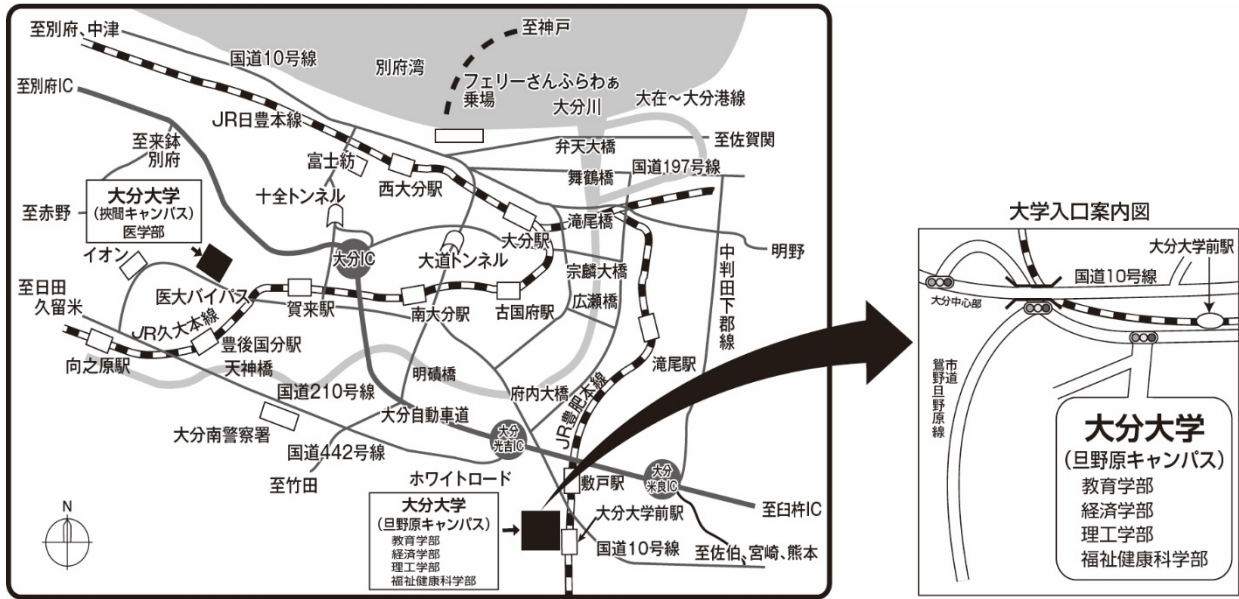 至別府、中津
国道10号線
至神戸
別府湾
至別府IC
フェリーさんふらわぁ
乗場
大分川
大在～大分港線
JR日豊本線
至来鉢
別府
富士紡
弁天大橋
至佐賀関
西大分駅
舞鶴橋
国道197号線
大分大学
(挾間キャンパス)
医学部
十全トンネル
至赤野
大分駅
滝尾橋
明野
大分IC
大道トンネル
宗麟大橋
中判田下郡線
イオン
医大バイパス
至日田
久留米
賀来駅
南大分駅
古国府駅
広瀬橋
JR久大本線
豊後国分駅
向之原駅
天神橋
滝尾駅
国道210号線
明磧橋
府内大橋
JR豊肥本線
大分自動車道
大分南警察署
大分
光吉IC
国道442号線
至竹田
ホワイトロード
敷戸駅
大分
米良IC
大分大学
(旦野原キャンパス)
教育学部
経済学部
理工学部
福祉健康科学部
大分大学前駅
至臼杵IC
国道10号線
至佐伯、宮崎、熊本
N
大学入口案内図
大分大学前駅
国道10号線
大分中心部
市道
鴛野旦野原線
大分大学
(旦野原キャンパス)
教育学部
経済学部
理工学部
福祉健康科学部